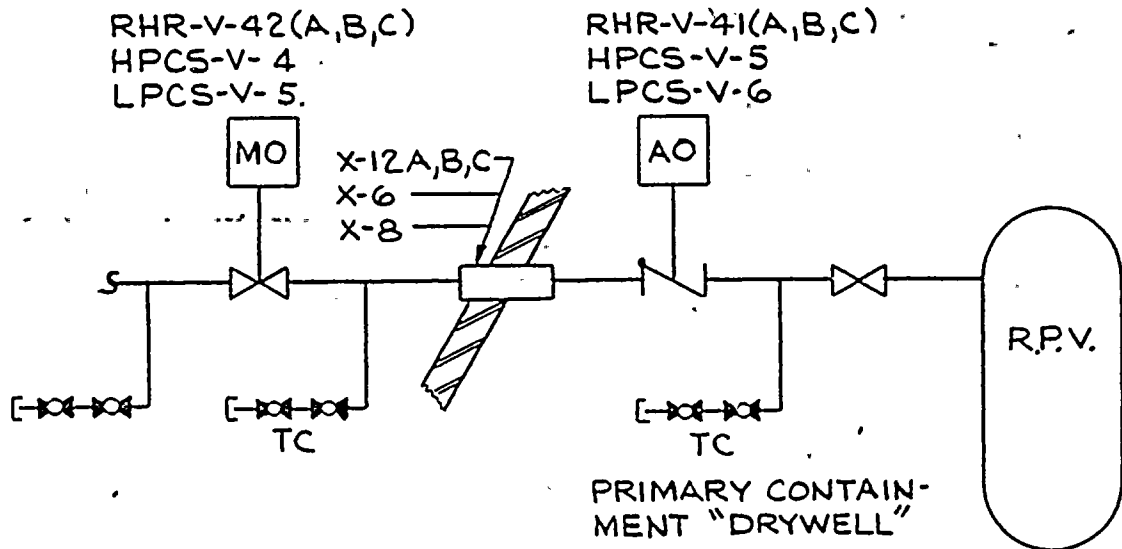 RHR-V-42(A,B,C)
HPCS-V-4
LPCS-V-5.
RHR-V-41(A,B,C)
HPCS-V-5
LPCS-V-6
MO
AO
X-12A,B,C
X-6
X-8
R.P.V.
TC
TC
PRIMARY CONTAIN-
MENT "DRYWELL"